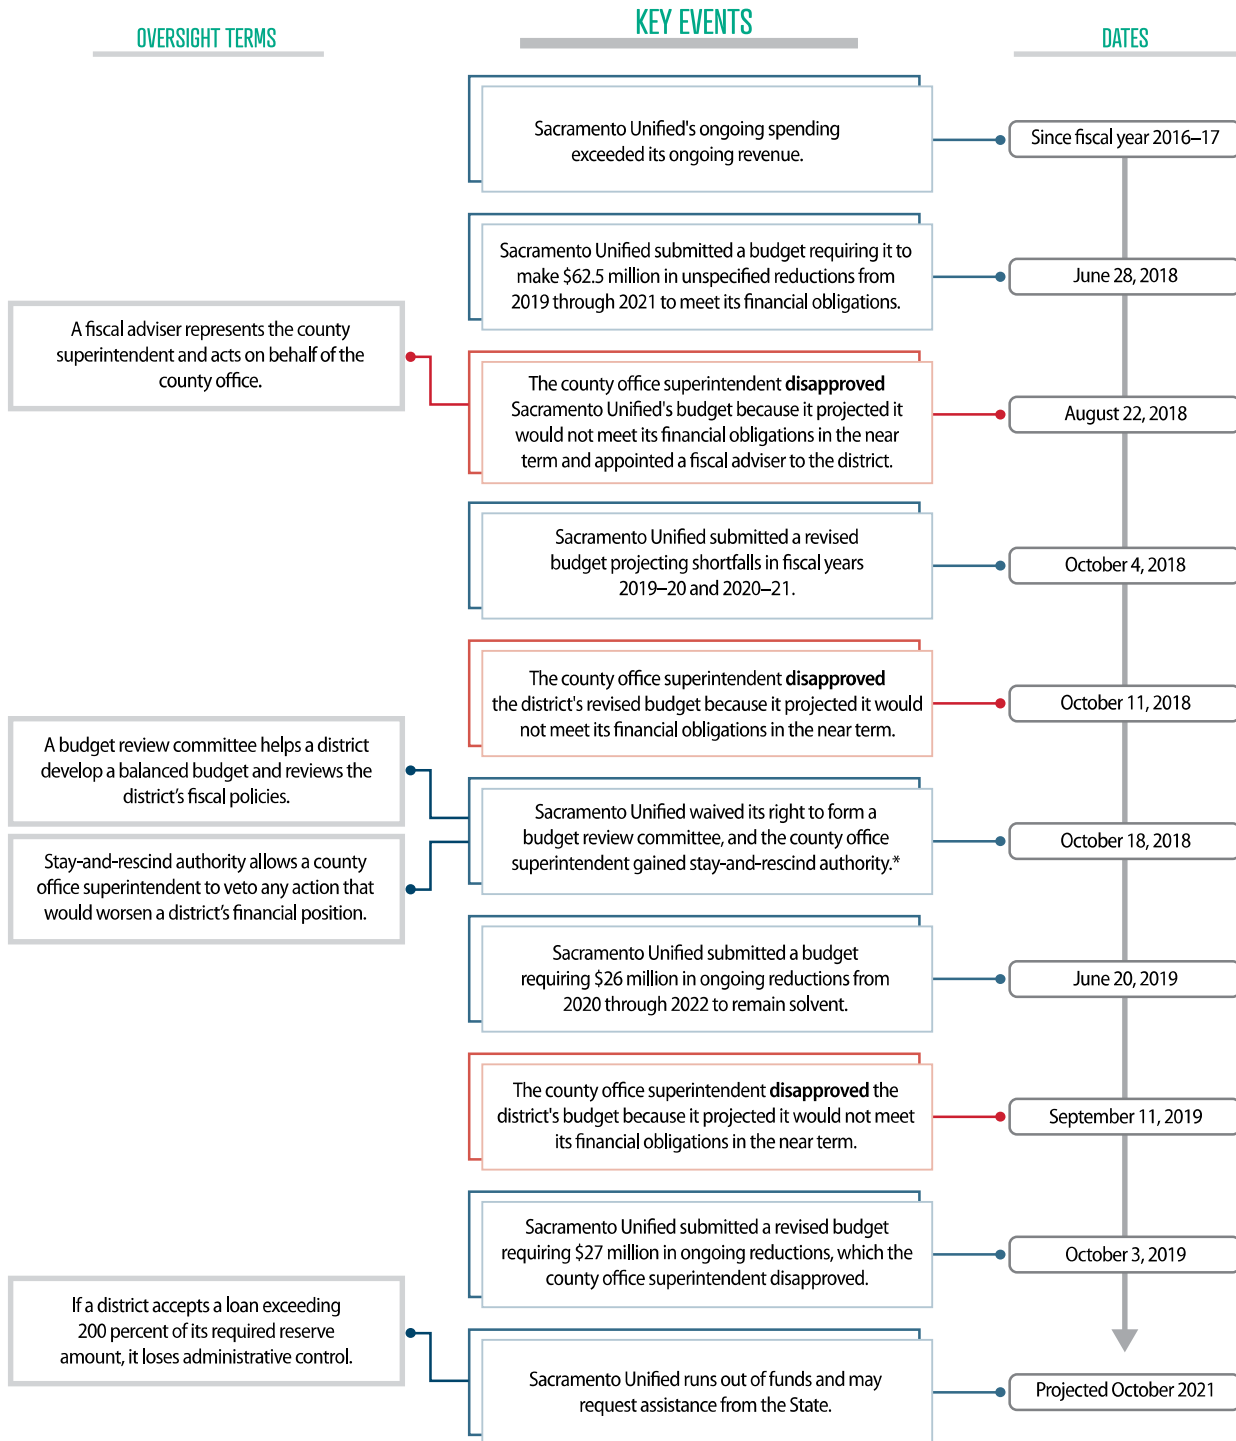 OVERSIGHT TERMS
KEY EVENTS
DATES
Sacramento Unified's ongoing spending
exceeded its ongoing revenue.
Since fiscal year 2016–17
Sacramento Unified submitted a budget requiring it to
make $62.5 million in unspecified reductions from
2019 through 2021 to meet its financial obligations.
June 28, 2018
A fiscal adviser represents the county
superintendent and acts on behalf of the
county office.
The county office superintendent disapproved
Sacramento Unified's budget because it projected it
would not meet its financial obligations in the near
term and appointed a fiscal adviser to the district.
August 22, 2018
Sacramento Unified submitted a revised
budget projecting shortfalls in fiscal years
2019–20 and 2020–21.
October 4, 2018
The county office superintendent disapproved
the district's revised budget because it projected it would
not meet its financial obligations in the near term.
October 11, 2018
A budget review committee helps a district
develop a balanced budget and reviews the
district’s fiscal policies.
Stay-and-rescind authority allows a county
office superintendent to veto any action that
would worsen a district’s financial position.
Sacramento Unified waived its right to form a
budget review committee, and the county office
superintendent gained stay-and-rescind authority.*
October 18, 2018
Sacramento Unified submitted a budget
requiring $26 million in ongoing reductions from
2020 through 2022 to remain solvent.
June 20, 2019
The county office superintendent disapproved the
district's budget because it projected it would not meet
its financial obligations in the near term.
September 11, 2019
Sacramento Unified submitted a revised budget
requiring $27 million in ongoing reductions, which the
county office superintendent disapproved.
October 3, 2019
If a district accepts a loan exceeding
200 percent of its required reserve
amount, it loses administrative control.
Sacramento Unified runs out of funds and may
request assistance from the State.
Projected October 2021